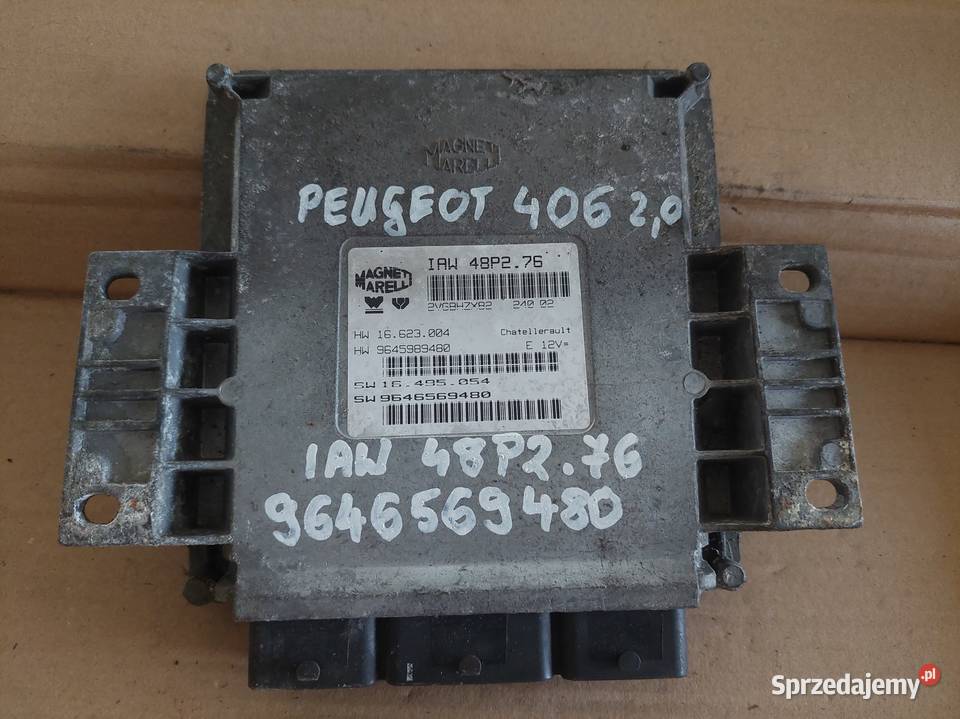 MAGNETI
MARELLI
PEUGEOT 406 2,0
MAGNETI
MARELLI
IAW 48P2.76
240 02
HW 16.623.004 Chatellerault
HW 9645989480 E 12V=
SW 16.495.054
SW 9646569480
IAW 48P2.76
9646569480
Sprzedajemy.pl